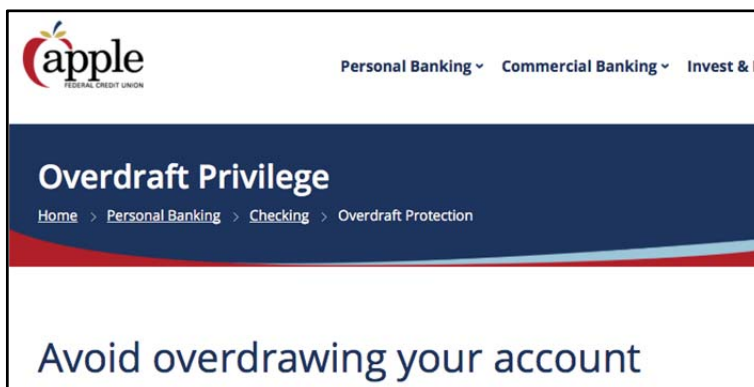 apple
FEDERAL CREDIT UNION
Personal Banking Commercial Banking Invest &
Overdraft Privilege
Home > Personal Banking > Checking > Overdraft Protection
Avoid overdrawing your account